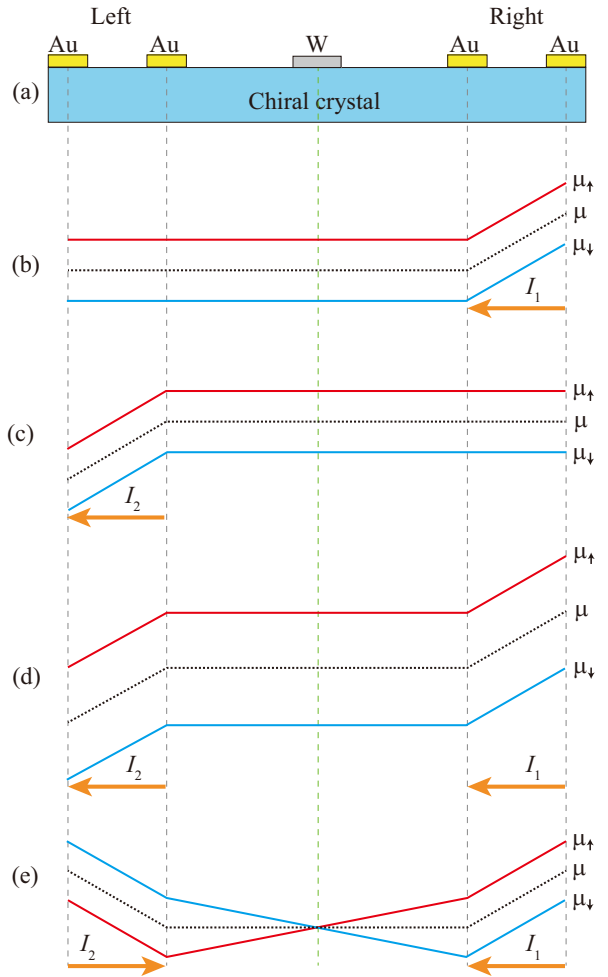 Left Right
Au Au W Au Au
(a) Chiral crystal
μ↑
μ
(b) μ↓
I₁
μ↑
(c) μ
μ↓
I₂
μ↑
μ
(d) μ↓
I₂ I₁
μ↑
(e) μ
μ↓
I₂ I₁